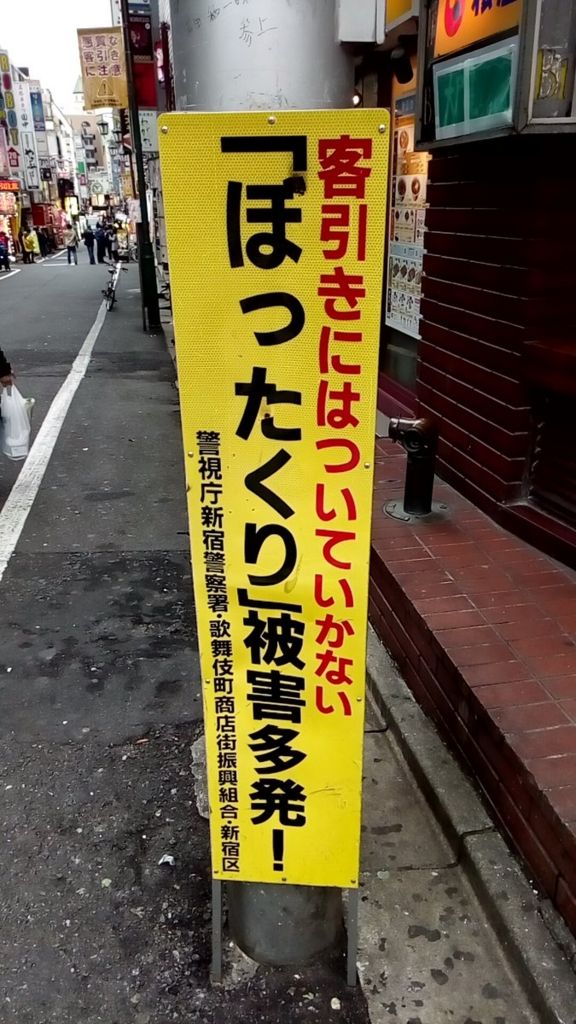 客引きにはついていかない
「ぼったくり」被害多発！
警視庁新宿警察署・歌舞伎町商店街振興組合・新宿区
悪質な
客引き
に注意
参上